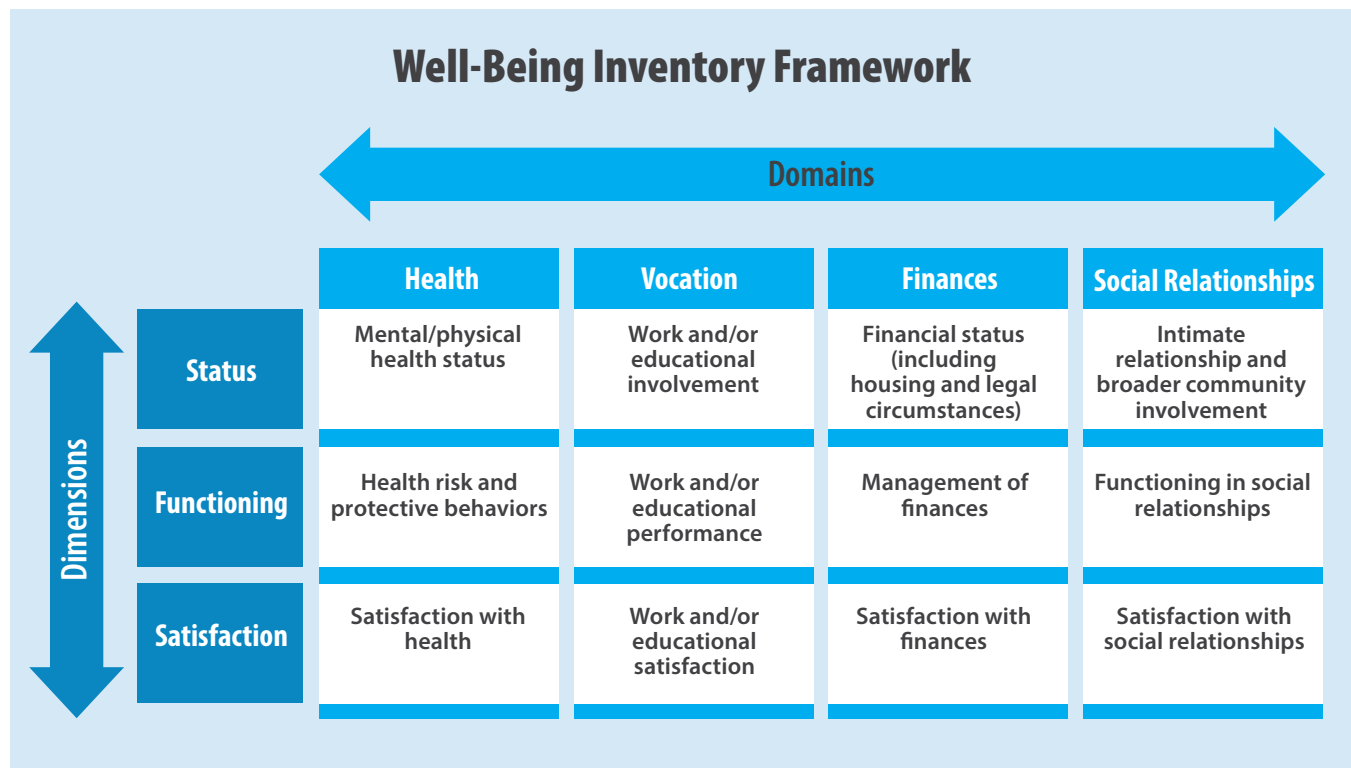 Well-Being Inventory Framework
Domains
Health
Vocation
Finances
Social Relationships
Dimensions
Status
Mental/physical
health status
Work and/or
educational
involvement
Financial status
(including
housing and legal
circumstances)
Intimate
relationship and
broader community
involvement
Functioning
Health risk and
protective behaviors
Work and/or
educational
performance
Management of
finances
Functioning in social
relationships
Satisfaction
Satisfaction with
health
Work and/or
educational
satisfaction
Satisfaction with
finances
Satisfaction with
social relationships